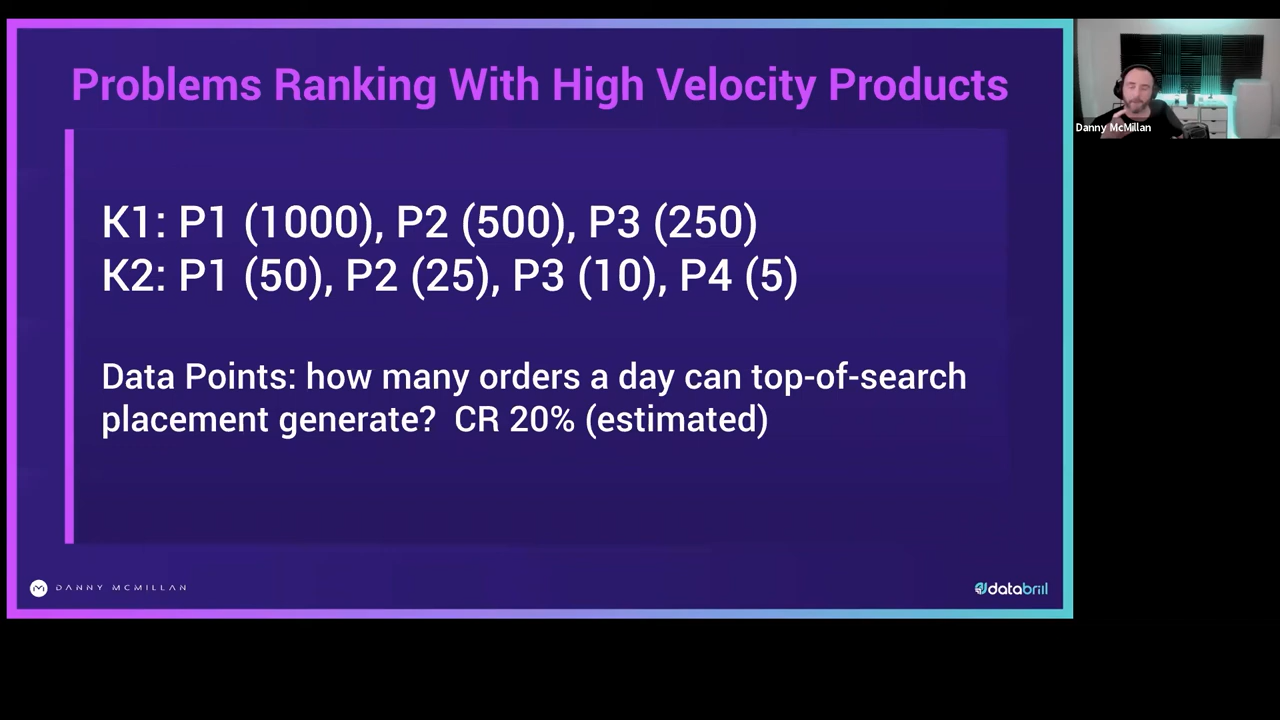 Problems Ranking With High Velocity Products
K1: P1 (1000), P2 (500), P3 (250)
K2: P1 (50), P2 (25), P3 (10), P4 (5)
Data Points: how many orders a day can top-of-search
placement generate?  CR 20% (estimated)
DANNY MCMILLAN
databrill
Danny McMillan